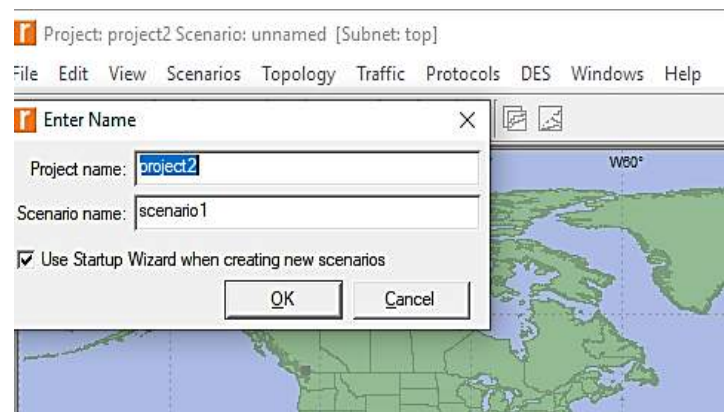 Project: project2 Scenario: unnamed [Subnet: top]
File Edit View Scenarios Topology Traffic Protocols DES Windows Help
Enter Name
W60°
Project name: project2
Scenario name: scenario1
Use Startup Wizard when creating new scenarios
OK Cancel